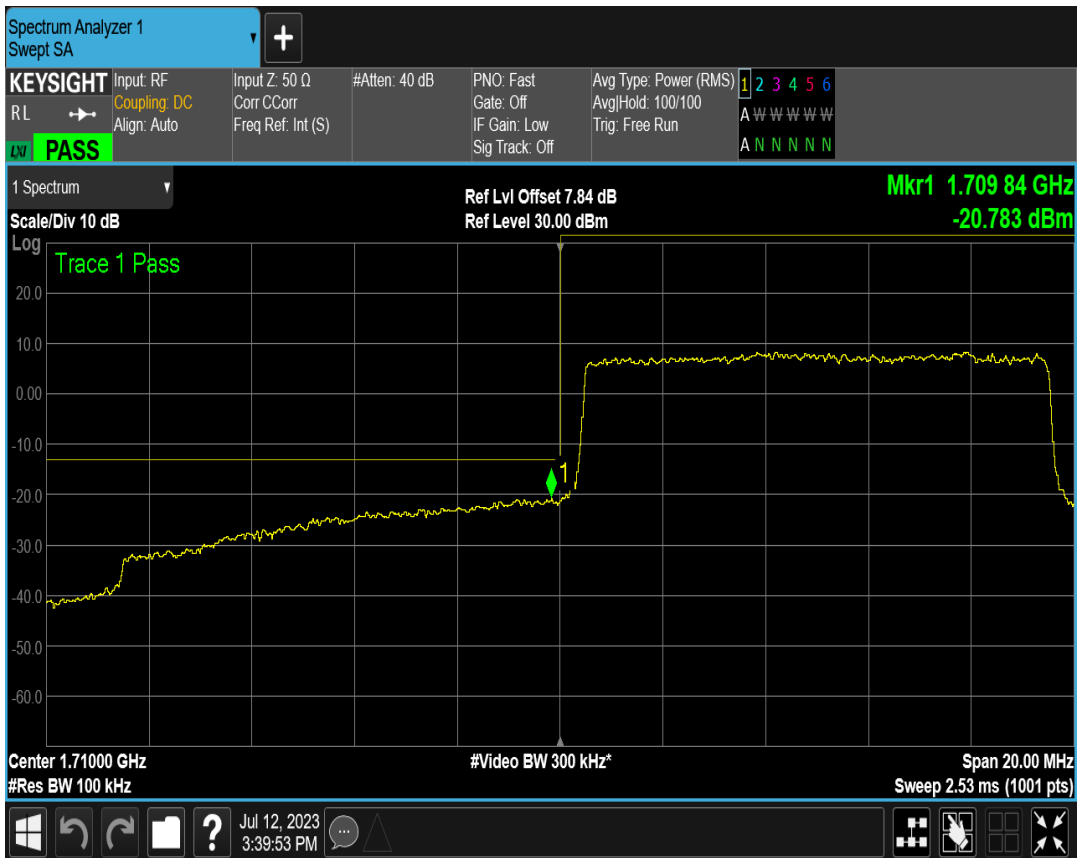 Spectrum Analyzer 1
Swept SA
+
KEYSIGHT
RL
LXI PASS
Input: RF
Coupling: DC
Align: Auto
Input Z: 50 Ω
Corr CCorr
Freq Ref: Int (S)
#Atten: 40 dB
PNO: Fast
Gate: Off
IF Gain: Low
Sig Track: Off
Avg Type: Power (RMS)
Avg|Hold: 100/100
Trig: Free Run
1 2 3 4 5 6
A W W W W W
A N N N N N
1 Spectrum
Scale/Div 10 dB
Ref Lvl Offset 7.84 dB
Ref Level 30.00 dBm
Mkr1 1.709 84 GHz
-20.783 dBm
Log
Trace 1 Pass
20.0
10.0
0.00
-10.0
1
-20.0
-30.0
-40.0
-50.0
-60.0
Center 1.71000 GHz
#Video BW 300 kHz*
Span 20.00 MHz
#Res BW 100 kHz
Sweep 2.53 ms (1001 pts)
?
Jul 12, 2023
3:39:53 PM